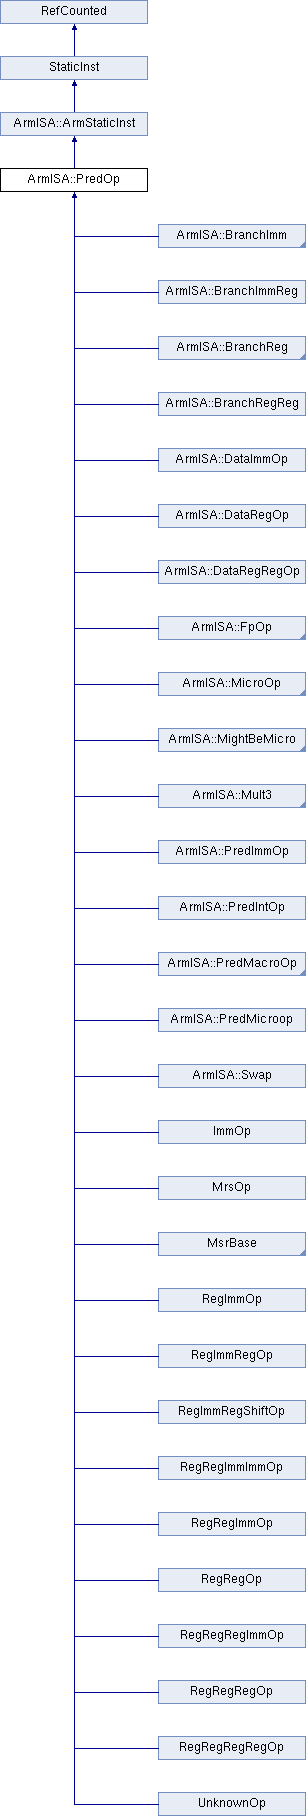 RefCounted
StaticInst
ArmISA::ArmStaticInst
ArmISA::PredOp
ArmISA::BranchImm
ArmISA::BranchImmReg
ArmISA::BranchReg
ArmISA::BranchRegReg
ArmISA::DataImmOp
ArmISA::DataRegOp
ArmISA::DataRegRegOp
ArmISA::FpOp
ArmISA::MicroOp
ArmISA::MightBeMicro
ArmISA::Mult3
ArmISA::PredImmOp
ArmISA::PredIntOp
ArmISA::PredMacroOp
ArmISA::PredMicroop
ArmISA::Swap
ImmOp
MrsOp
MsrBase
RegImmOp
RegImmRegOp
RegImmRegShiftOp
RegRegImmImmOp
RegRegImmOp
RegRegOp
RegRegRegImmOp
RegRegRegOp
RegRegRegRegOp
UnknownOp